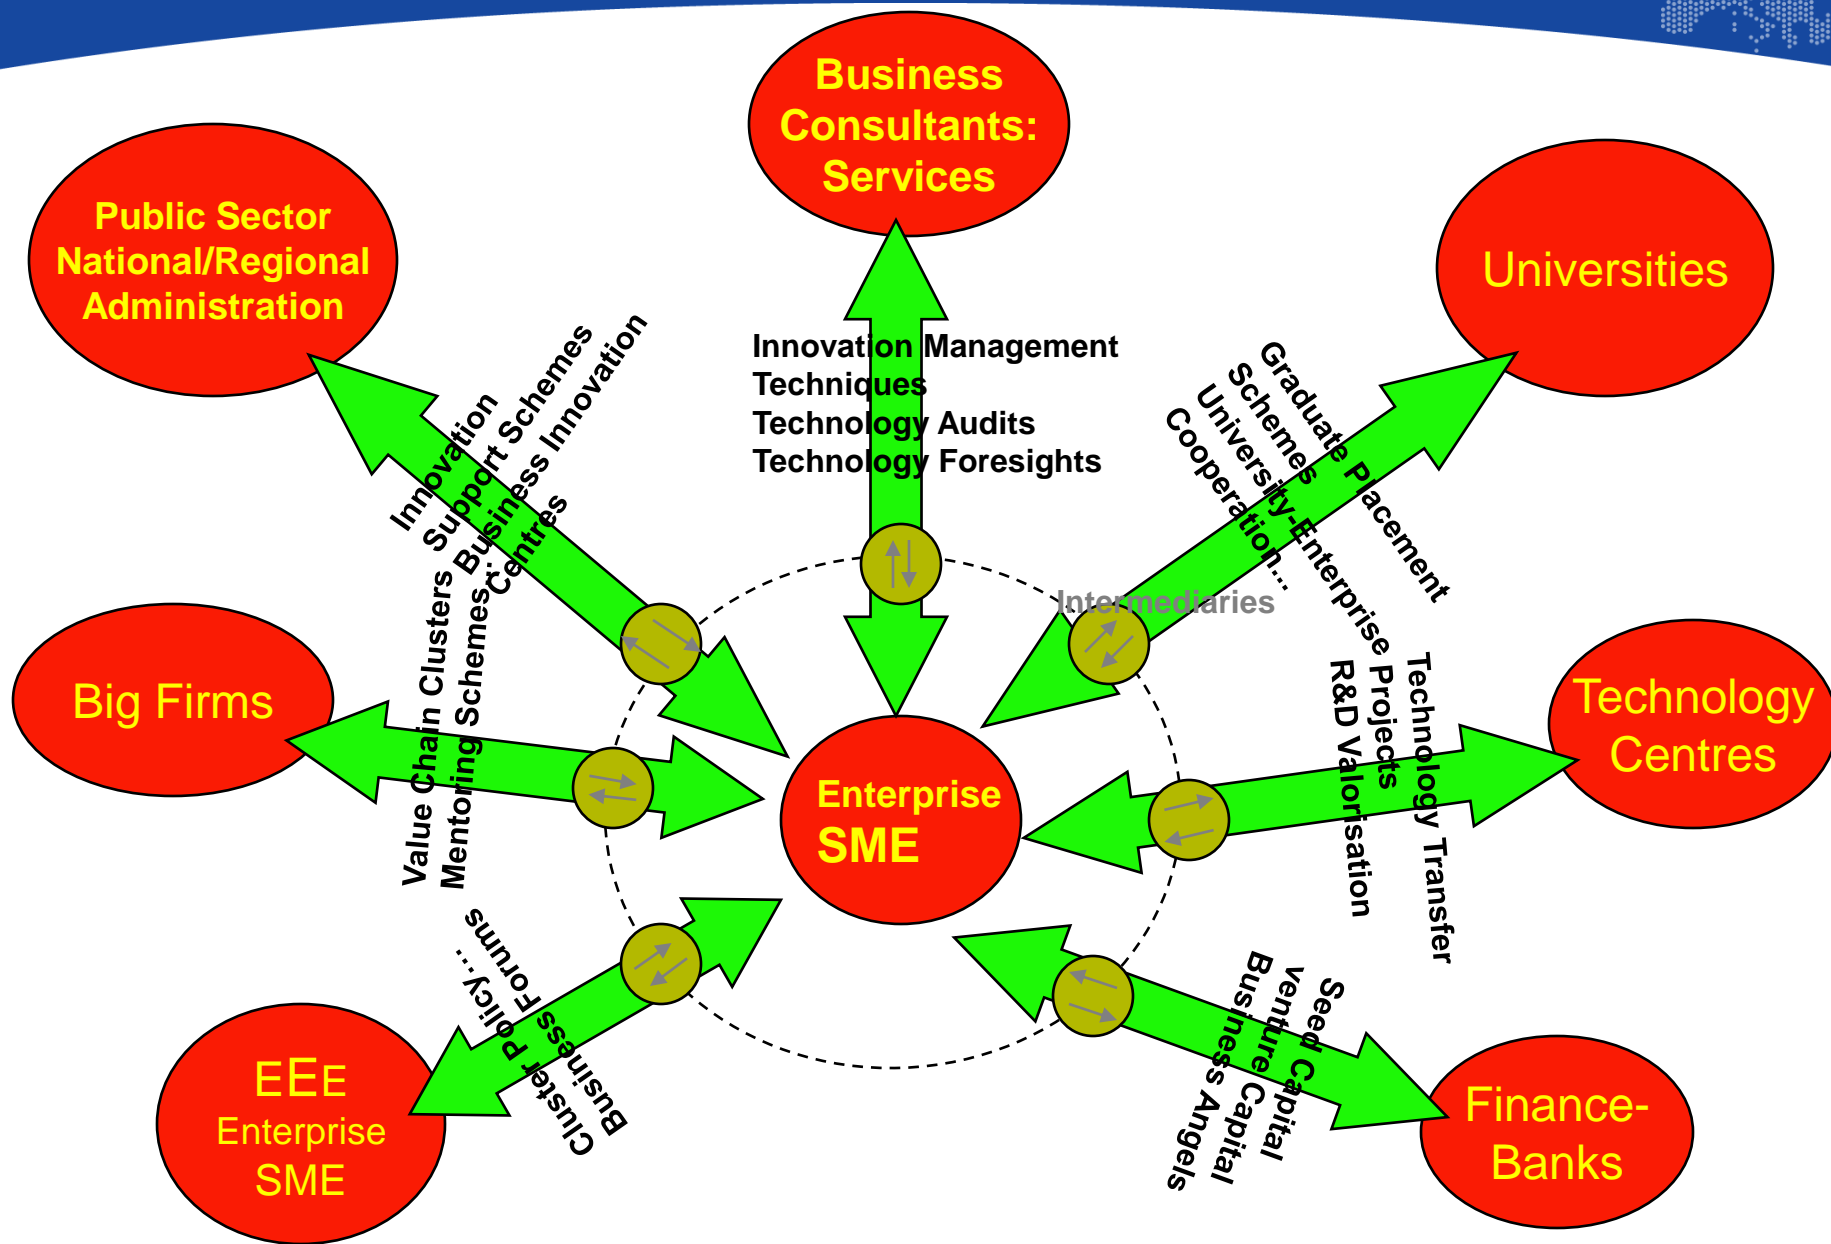 Business
Consultants:
Services
Public Sector
National/Regional
Administration
Universities
Innovation Management
Techniques
Technology Audits
Technology Foresights
Innovation
Support Schemes
Business Innovation
Centres
Graduate Placement
Schemes
University-Enterprise Projects
Cooperation…
Intermediaries
Big Firms
Value Chain Clusters
Mentoring Schemes…
Technology
Centres
Technology Transfer
R&D Valorisation
Enterprise
SME
Business Forums
Cluster Policy…
Seed Capital
venture Capital
Business Angels
EEE
Enterprise
SME
Finance-
Banks